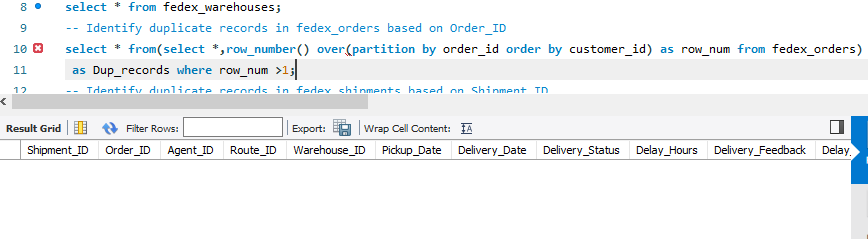 8 select * from fedex_warehouses;
9 -- Identify duplicate records in fedex_orders based on Order_ID
10 select * from(select *,row_number() over(partition by order_id order by customer_id) as row_num from fedex_orders)
11 as Dup_records where row_num >1;
12 -- Identify duplicate records in fedex_shipments based on Shipment_ID
Result Grid Filter Rows: Export: Wrap Cell Content:
Shipment_ID Order_ID Agent_ID Route_ID Warehouse_ID Pickup_Date Delivery_Date Delivery_Status Delay_Hours Delivery_Feedback Delay_